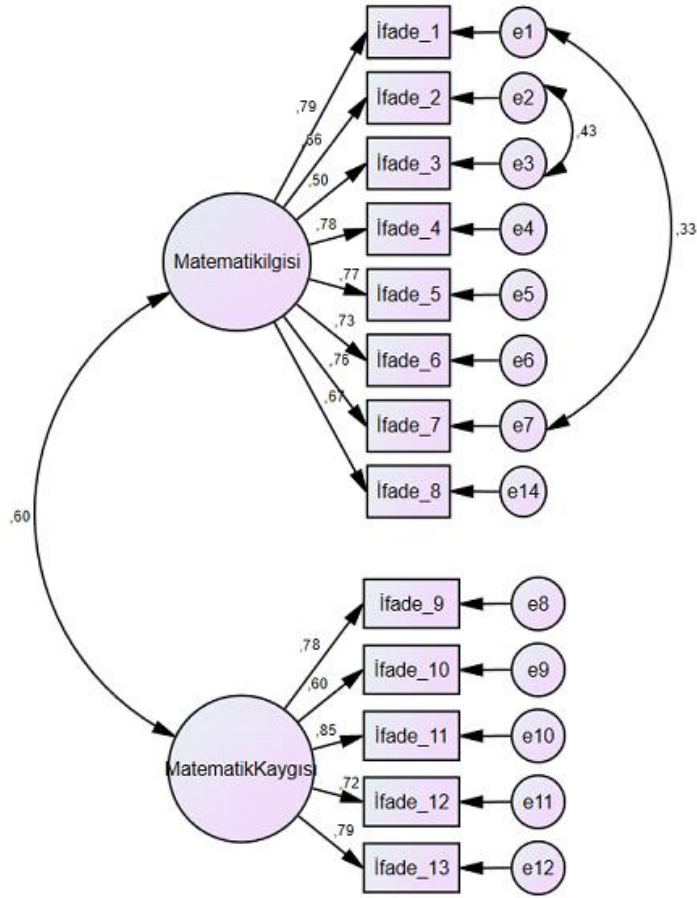 İfade_1 e1
,79
İfade_2 e2
,66
,43
İfade_3 e3
,50
İfade_4 e4
,78
,33
Matematikilgisi
,77
İfade_5 e5
,73
İfade_6 e6
,76
,67
İfade_7 e7
İfade_8 e14
,60
İfade_9 e8
,78
İfade_10 e9
,60
İfade_11 e10
,85
MatematikKaygısı
,72
İfade_12 e11
,79
İfade_13 e12